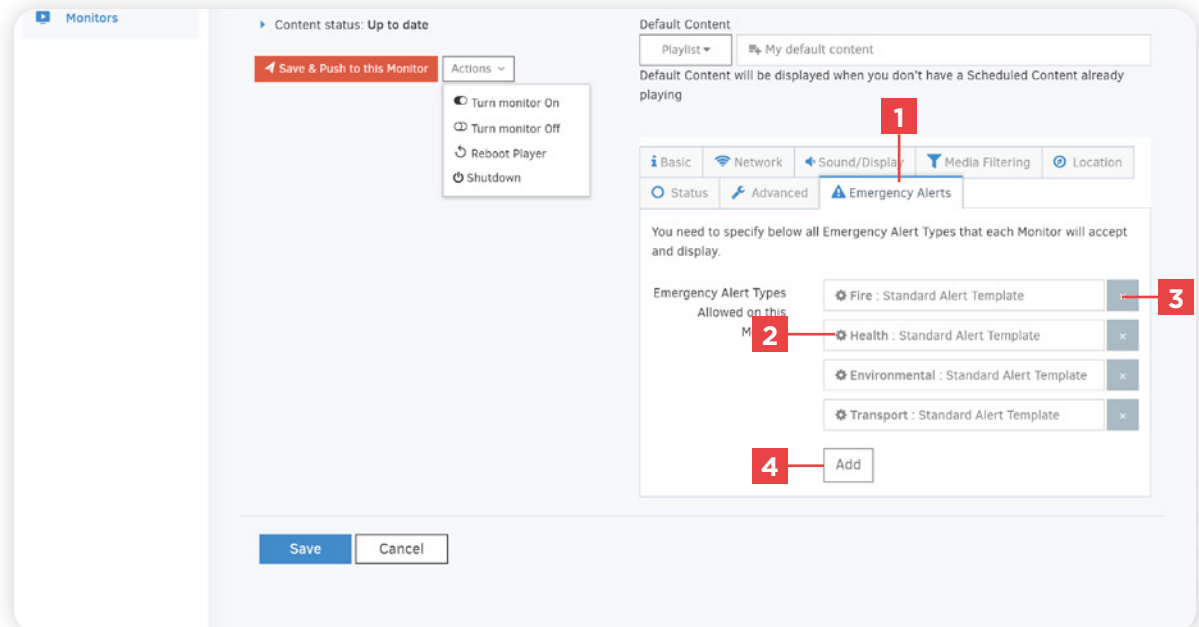 Monitors
Content status: Up to date
Save & Push to this Monitor
Actions
Turn monitor On
Turn monitor Off
Reboot Player
Shutdown
Default Content
Playlist
My default content
Default Content will be displayed when you don't have a Scheduled Content already
playing
1
Basic
Network
Sound/Display
Media Filtering
Location
Status
Advanced
Emergency Alerts
You need to specify below all Emergency Alert Types that each Monitor will accept
and display.
Emergency Alert Types
Allowed on this
Fire : Standard Alert Template
×
3
2
Health : Standard Alert Template
×
Environmental : Standard Alert Template
×
Transport : Standard Alert Template
×
4
Add
Save
Cancel